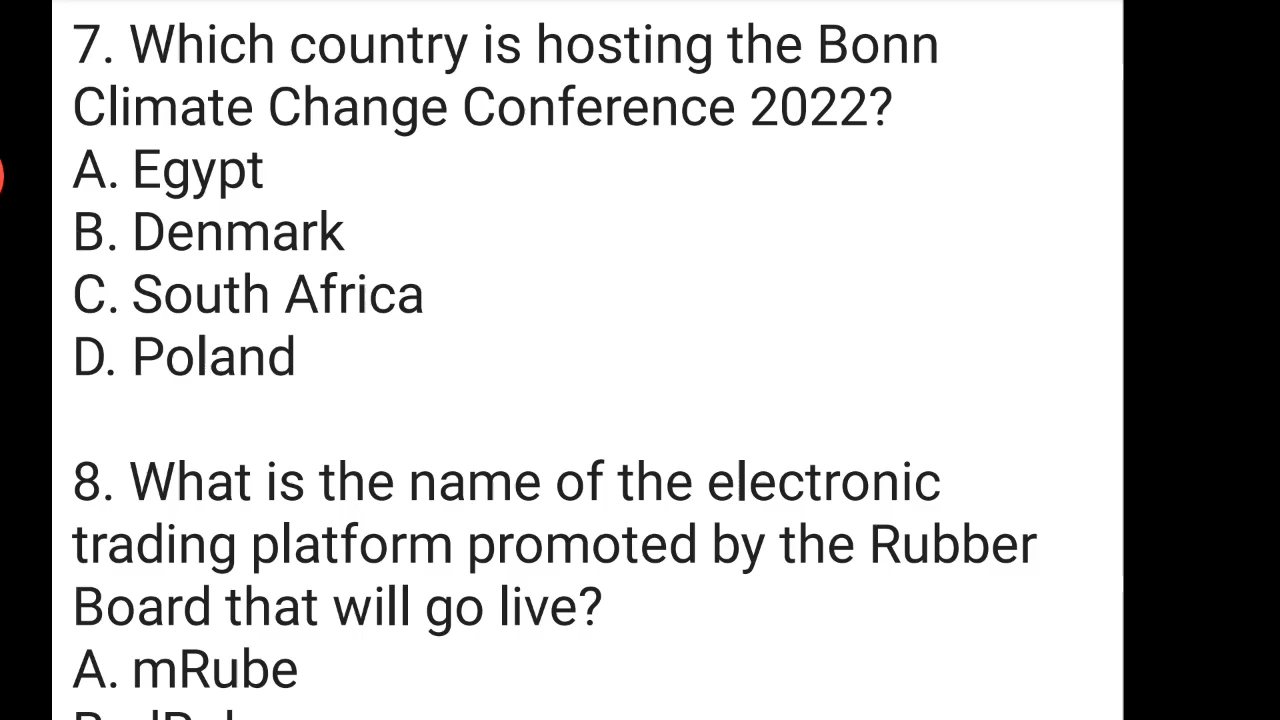 7. Which country is hosting the Bonn
Climate Change Conference 2022?
A. Egypt
B. Denmark
C. South Africa
D. Poland
8. What is the name of the electronic
trading platform promoted by the Rubber
Board that will go live?
A. mRube